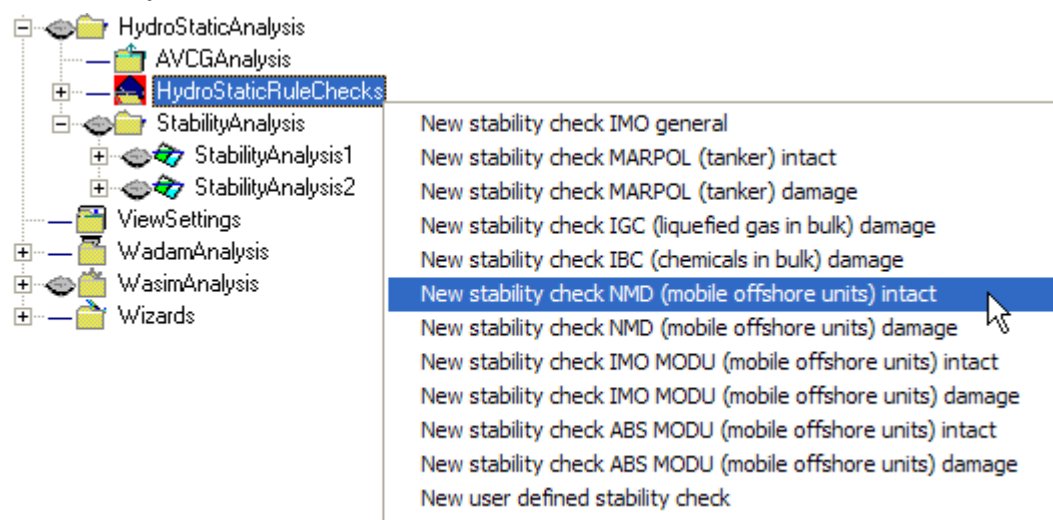 HydroStaticAnalysis
AVCGAnalysis
HydroStaticRuleChecks
StabilityAnalysis
StabilityAnalysis1
StabilityAnalysis2
ViewSettings
WadamAnalysis
WasimAnalysis
Wizards
New stability check IMO general
New stability check MARPOL (tanker) intact
New stability check MARPOL (tanker) damage
New stability check IGC (liquefied gas in bulk) damage
New stability check IBC (chemicals in bulk) damage
New stability check NMD (mobile offshore units) intact
New stability check NMD (mobile offshore units) damage
New stability check IMO MODU (mobile offshore units) intact
New stability check IMO MODU (mobile offshore units) damage
New stability check ABS MODU (mobile offshore units) intact
New stability check ABS MODU (mobile offshore units) damage
New user defined stability check